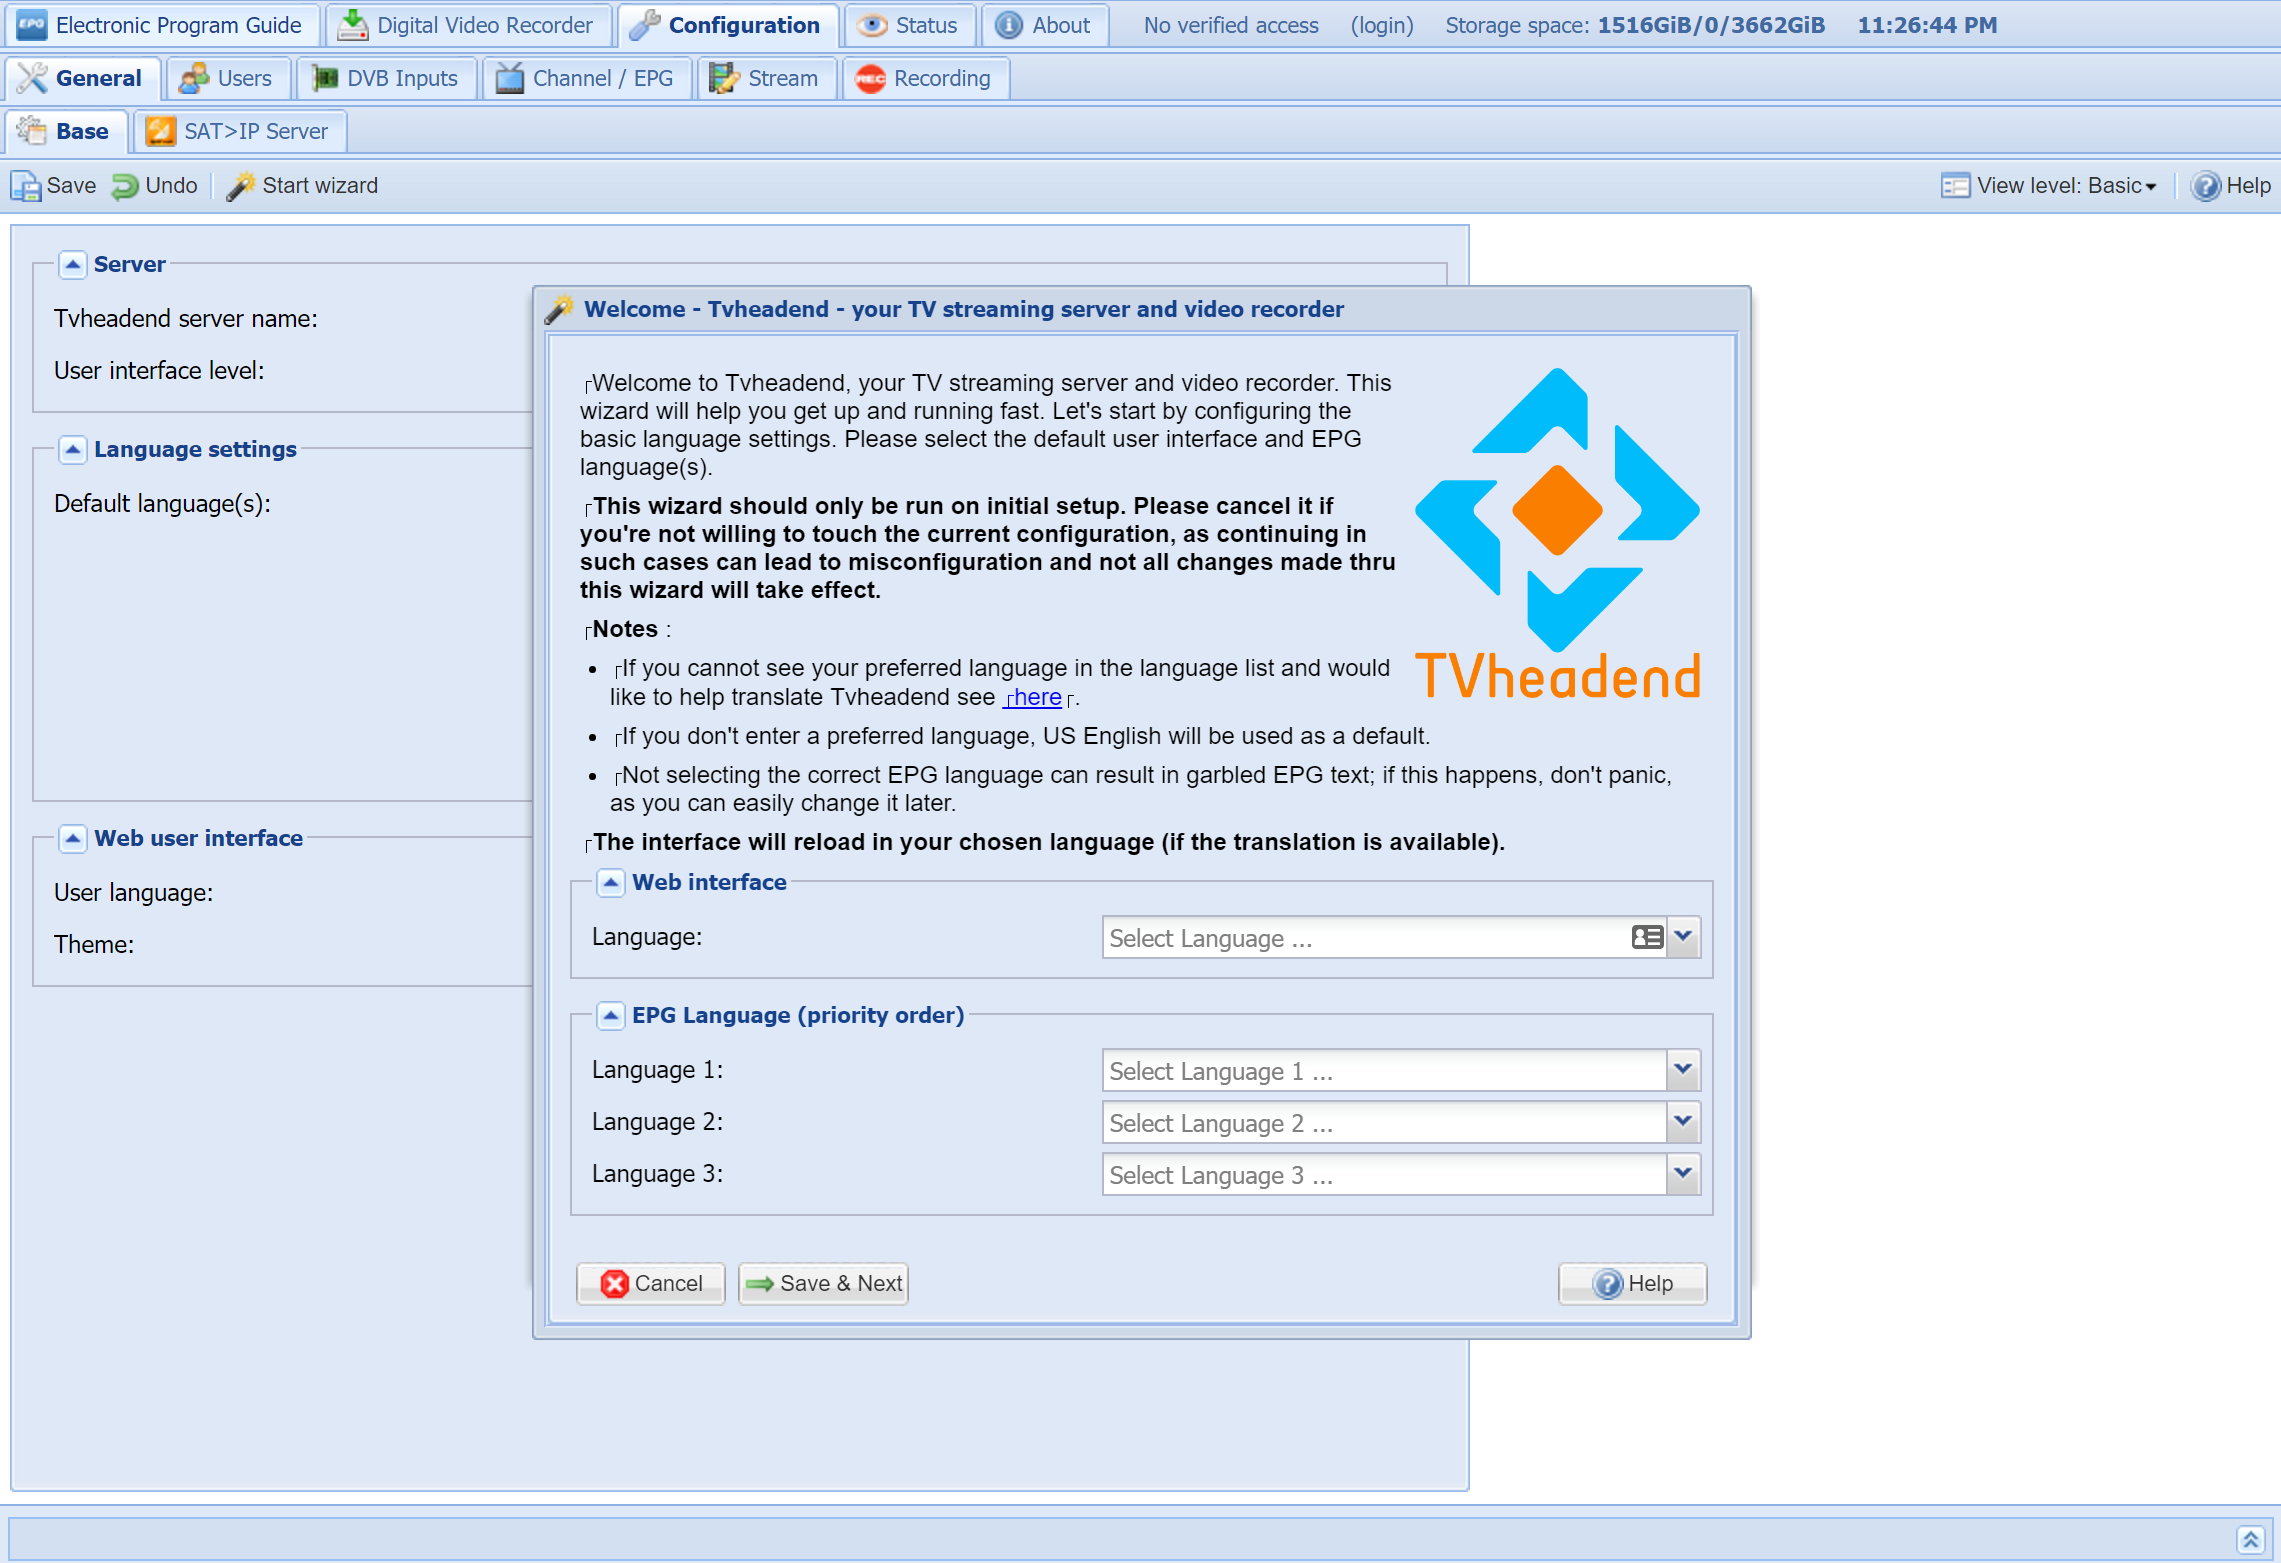 Electronic Program Guide Digital Video Recorder Configuration Status About No verified access (login) Storage space: 1516GiB/0/3662GiB 11:26:44 PM
General Users DVB Inputs Channel / EPG Stream REC Recording
Base SAT>IP Server
Save Undo Start wizard View level: Basic Help
Server
Tvheadend server name:
User interface level:
Language settings
Default language(s):
Web user interface
User language:
Theme:
Welcome - Tvheadend - your TV streaming server and video recorder
┌Welcome to Tvheadend, your TV streaming server and video recorder. This
wizard will help you get up and running fast. Let's start by configuring the
basic language settings. Please select the default user interface and EPG
language(s).
┌This wizard should only be run on initial setup. Please cancel it if
you're not willing to touch the current configuration, as continuing in
such cases can lead to misconfiguration and not all changes made thru
this wizard will take effect.
┌Notes :
• ┌If you cannot see your preferred language in the language list and would
like to help translate Tvheadend see ┌here┌.
• ┌If you don't enter a preferred language, US English will be used as a default.
• ┌Not selecting the correct EPG language can result in garbled EPG text; if this happens, don't panic,
as you can easily change it later.
┌The interface will reload in your chosen language (if the translation is available).
TVheadend
Web interface
Language: Select Language ...
EPG Language (priority order)
Language 1: Select Language 1 ...
Language 2: Select Language 2 ...
Language 3: Select Language 3 ...
Cancel Save & Next Help